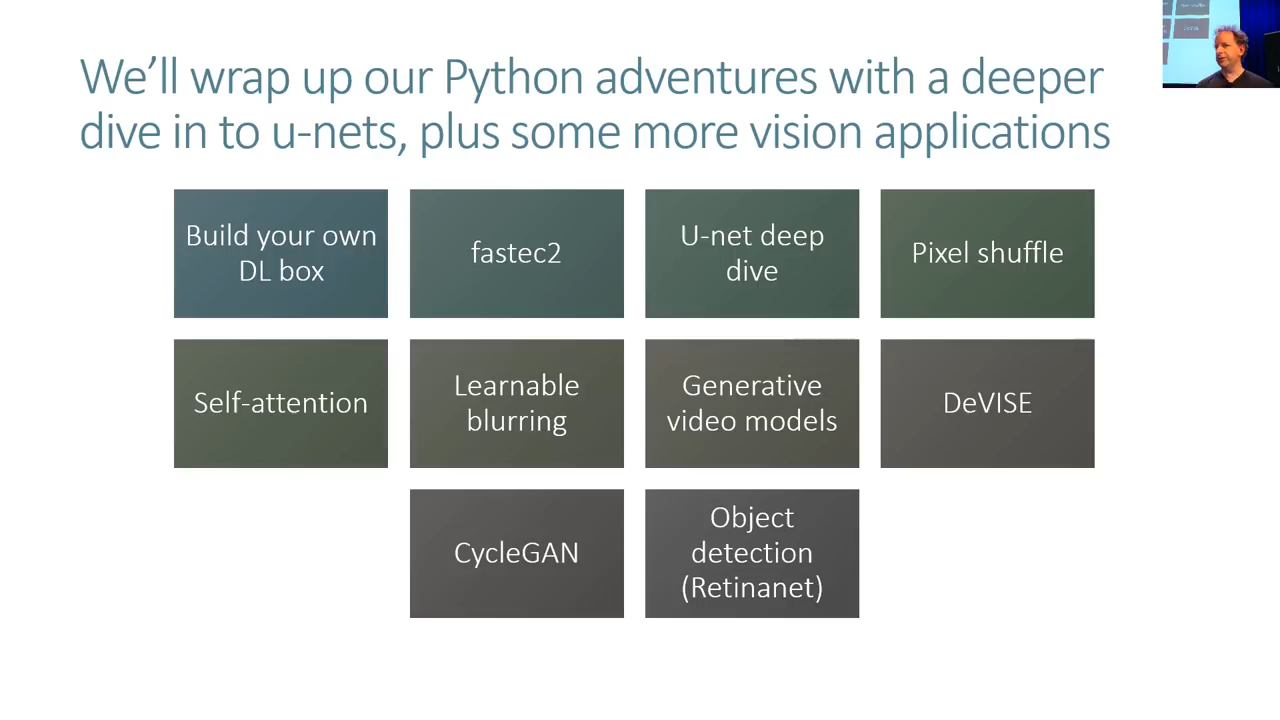 We’ll wrap up our Python adventures with a deeper
dive in to u-nets, plus some more vision applications
Build your own
DL box
fastec2
U-net deep
dive
Pixel shuffle
Self-attention
Learnable
blurring
Generative
video models
DeVISE
CycleGAN
Object
detection
(Retinanet)